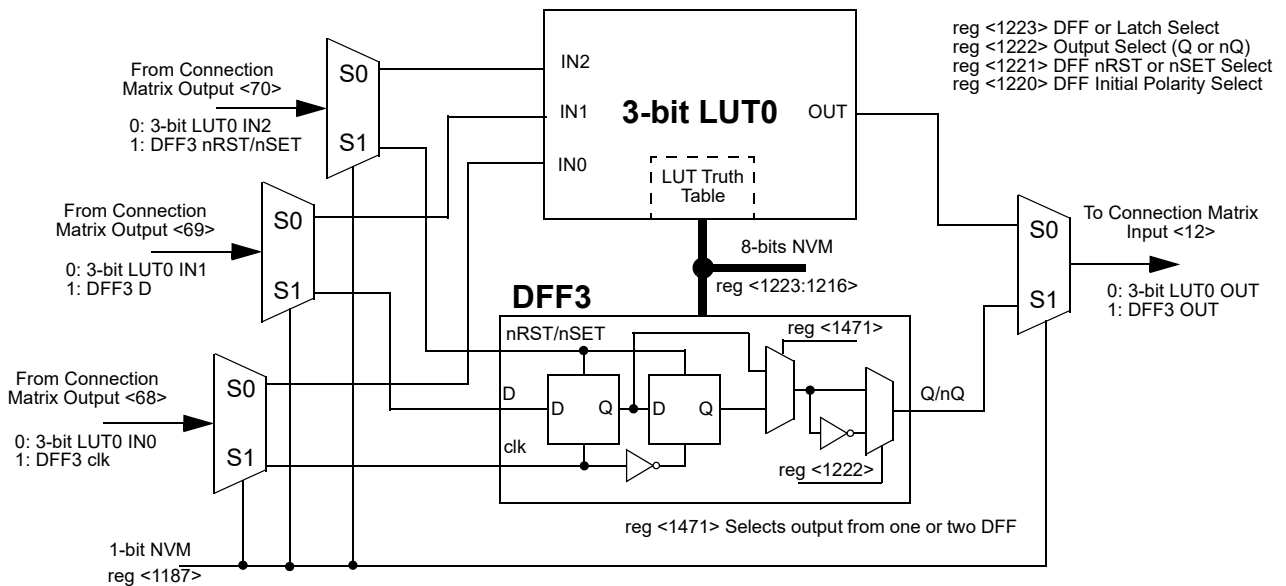 reg <1223> DFF or Latch Select
reg <1222> Output Select (Q or nQ)
reg <1221> DFF nRST or nSET Select
reg <1220> DFF Initial Polarity Select
From Connection
Matrix Output <70>
0: 3-bit LUT0 IN2
1: DFF3 nRST/nSET
S0
S1
IN2
IN1
IN0
3-bit LUT0
OUT
LUT Truth
Table
From Connection
Matrix Output <69>
0: 3-bit LUT0 IN1
1: DFF3 D
S0
S1
8-bits NVM
reg <1223:1216>
S0
S1
To Connection Matrix
Input <12>
0: 3-bit LUT0 OUT
1: DFF3 OUT
DFF3
nRST/nSET
reg <1471>
From Connection
Matrix Output <68>
0: 3-bit LUT0 IN0
1: DFF3 clk
S0
S1
D
D
Q
D
Q
Q/nQ
clk
reg <1222>
reg <1471> Selects output from one or two DFF
1-bit NVM
reg <1187>